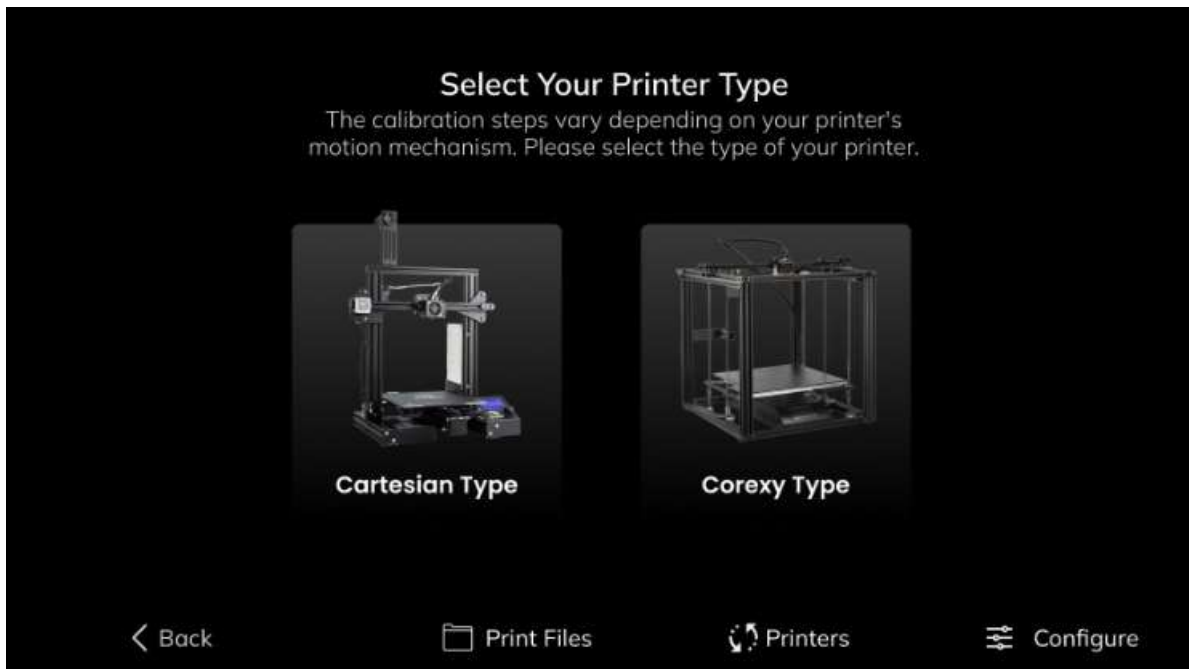 Select Your Printer Type
The calibration steps vary depending on your printer's
motion mechanism. Please select the type of your printer.
Cartesian Type
Corexy Type
Back
Print Files
Printers
Configure